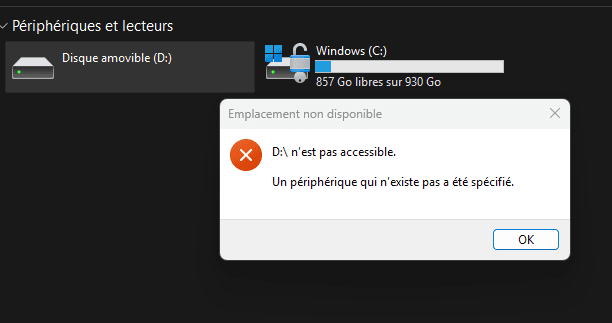 Périphériques et lecteurs
Disque amovible (D:)
Windows (C:)
857 Go libres sur 930 Go
Emplacement non disponible
D:\ n’est pas accessible.
Un périphérique qui n’existe pas a été spécifié.
OK